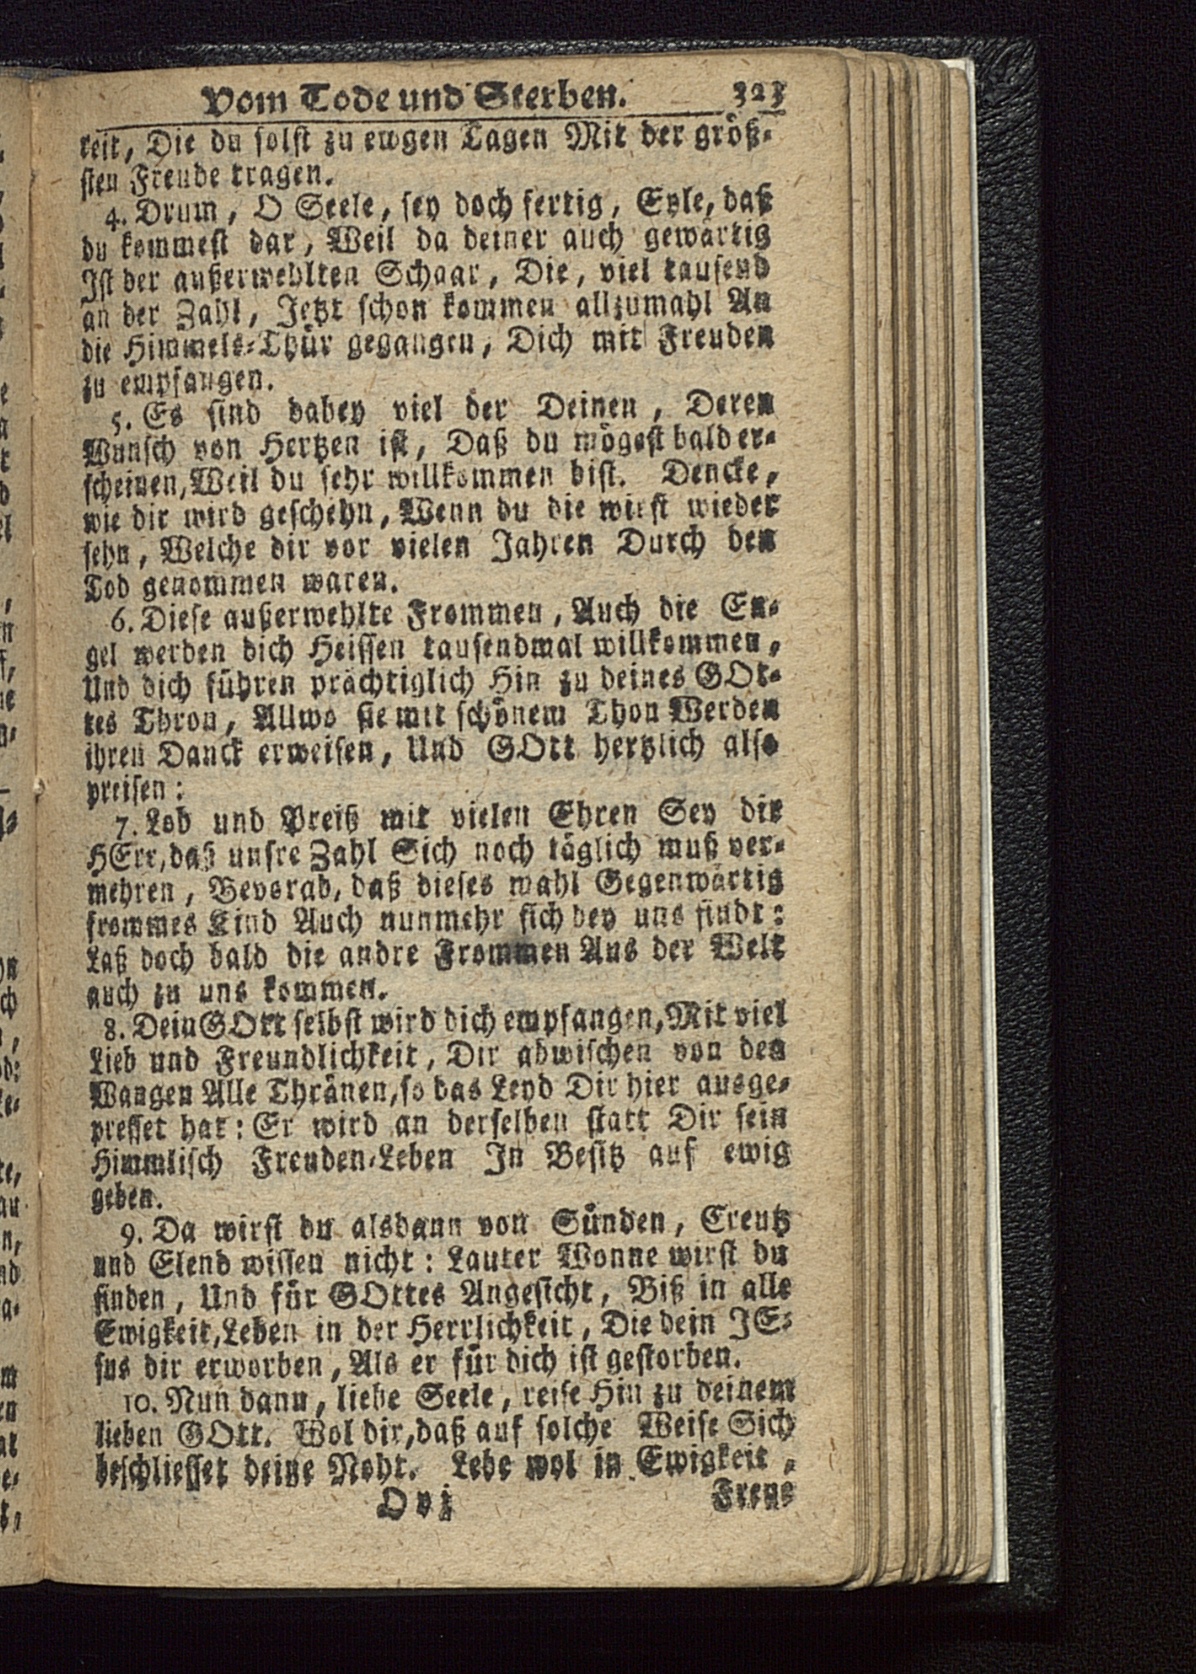 Vom Tode und Sterben. 323
keit, Die du solst zu ewgen Tagen Mit der größ-
sten Freude tragen.
4. Drum, O Seele, sey doch fertig, Eyle, daß
du kommest dar, Weil da deiner auch gewärtig
Ist der außerwehlten Schaar, Die, viel tausend
an der Zahl, Jetzt schon kommen allzumahl An
die Himmels-Thür gegangen, Dich mit Freuden
zu empfangen.
5. Es sind dabey viel der Deinen, Deren
Wunsch von Hertzen ist, Daß du mögest bald er-
scheinen, Weil du sehr willkommen bist. Dencke,
wie dir wird geschehn, Wenn du die wirst wieder
sehn, Welche dir vor vielen Jahren Durch den
Tod genommen waren.
6. Diese außerwehlte Frommen, Auch die En-
gel werden dich Heissen tausendmal willkommen,
Und dich führen prächtiglich Hin zu deines GOt-
tes Thron, Allwo sie mit schönem Thon Werden
ihren Danck erweisen, Und GOtt hertzlich also
preisen:
7. Lob und Preiß mit vielen Ehren Sey dir
HErr, daß unsre Zahl Sich noch täglich muß ver-
mehren, Bevorab, daß dieses mahl Gegenwärtig
frommes Kind Auch nunmehr sich bey uns findt:
Laß doch bald die andre Frommen Aus der Welt
auch zu uns kommen.
8. Dein GOtt selbst wird dich empfangen, Mit viel
Lieb und Freundlichkeit, Dir abwischen von den
Wangen Alle Thränen, so das Leyd Dir hier ausge-
presset hat: Er wird an derselben statt Dir sein
Himmlisch Freuden-Leben In Besitz auf ewig
geben.
9. Da wirst du alsdann von Sünden, Creutz
und Elend wissen nicht: Lauter Wonne wirst du
finden, Und für GOttes Angesicht, Biß in alle
Ewigkeit, Leben in der Herrlichkeit, Die dein JE-
sus dir erworben, Als er für dich ist gestorben.
10. Nun dann, liebe Seele, reise Hin zu deinem
lieben GOtt. Wol dir, daß auf solche Weise Sich
beschliesset deine Noht. Lebe wol in Ewigkeit,
Freu-